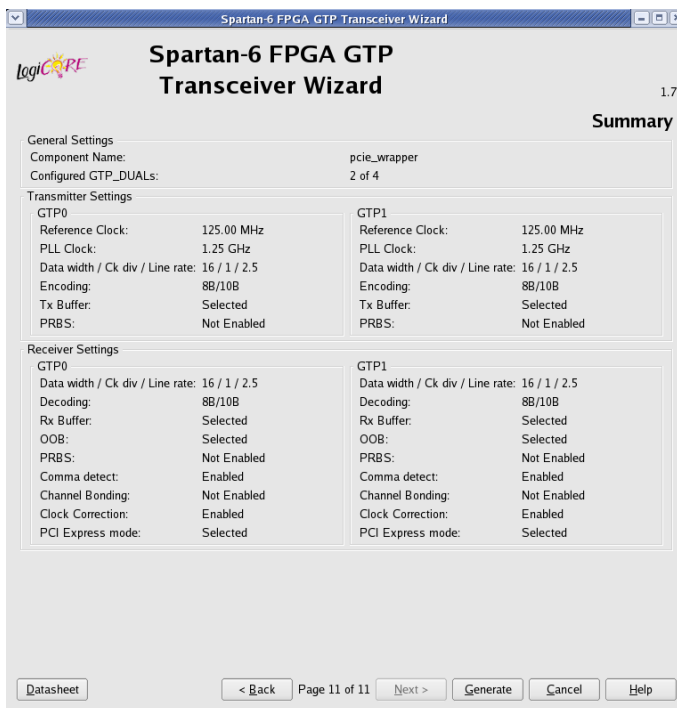 Spartan-6 FPGA GTP Transceiver Wizard
LogiCORE
Spartan-6 FPGA GTP
Transceiver Wizard
1.7
Summary
General Settings
Component Name: pcie_wrapper
Configured GTP_DUALs: 2 of 4
Transmitter Settings
GTP0 GTP1
Reference Clock: 125.00 MHz Reference Clock: 125.00 MHz
PLL Clock: 1.25 GHz PLL Clock: 1.25 GHz
Data width / Ck div / Line rate: 16 / 1 / 2.5 Data width / Ck div / Line rate: 16 / 1 / 2.5
Encoding: 8B/10B Encoding: 8B/10B
Tx Buffer: Selected Tx Buffer: Selected
PRBS: Not Enabled PRBS: Not Enabled
Receiver Settings
GTP0 GTP1
Data width / Ck div / Line rate: 16 / 1 / 2.5 Data width / Ck div / Line rate: 16 / 1 / 2.5
Decoding: 8B/10B Decoding: 8B/10B
Rx Buffer: Selected Rx Buffer: Selected
OOB: Selected OOB: Selected
PRBS: Not Enabled PRBS: Not Enabled
Comma detect: Enabled Comma detect: Enabled
Channel Bonding: Not Enabled Channel Bonding: Not Enabled
Clock Correction: Enabled Clock Correction: Enabled
PCI Express mode: Selected PCI Express mode: Selected
Datasheet < Back Page 11 of 11 Next > Generate Cancel Help